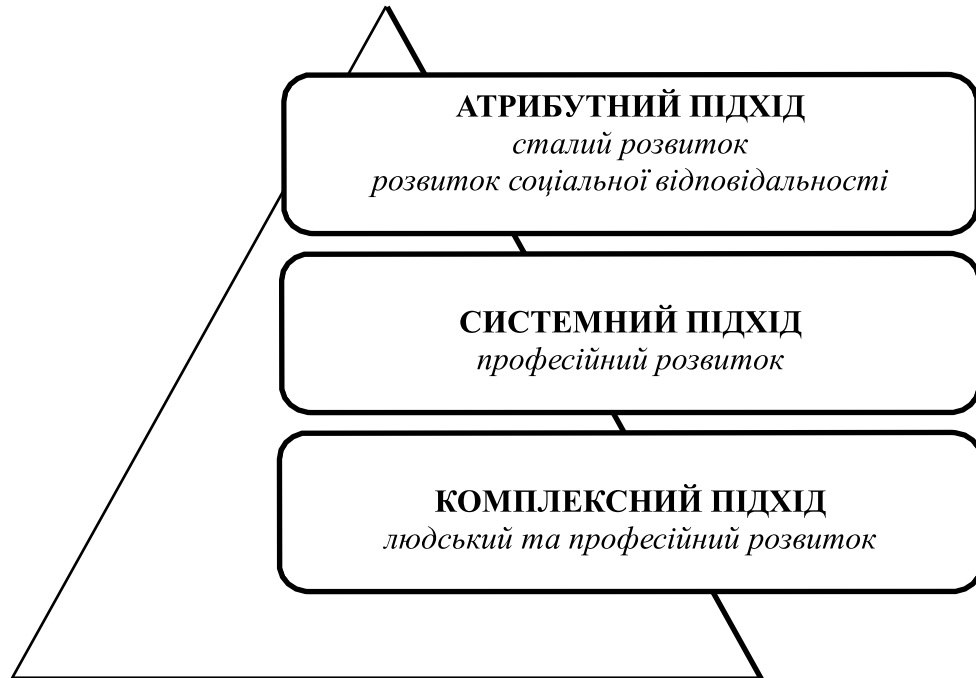 АТРИБУТНИЙ ПІДХІД
сталий розвиток
розвиток соціальної відповідальності
СИСТЕМНИЙ ПІДХІД
професійний розвиток
КОМПЛЕКСНИЙ ПІДХІД
людський та професійний розвиток